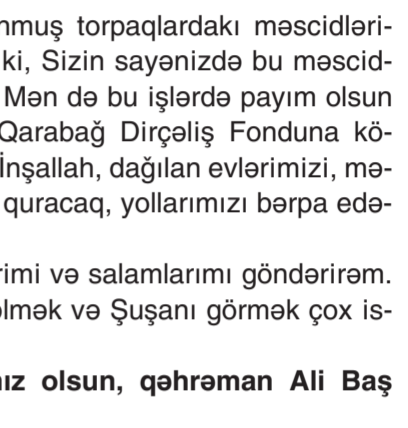 nmuş torpaqlardakı məscidləri-
ki, Sizin sayənizdə bu məscid-
Mən də bu işlərdə payım olsun
Qarabağ Dirçəliş Fonduna kö-
İnşallah, dağılan evlərimizi, mə-
quracaq, yollarımızı bərpa edə-
rimi və salamlarımı göndərirəm.
əlmək və Şuşanı görmək çox is-
nız olsun, qəhrəman Ali Baş